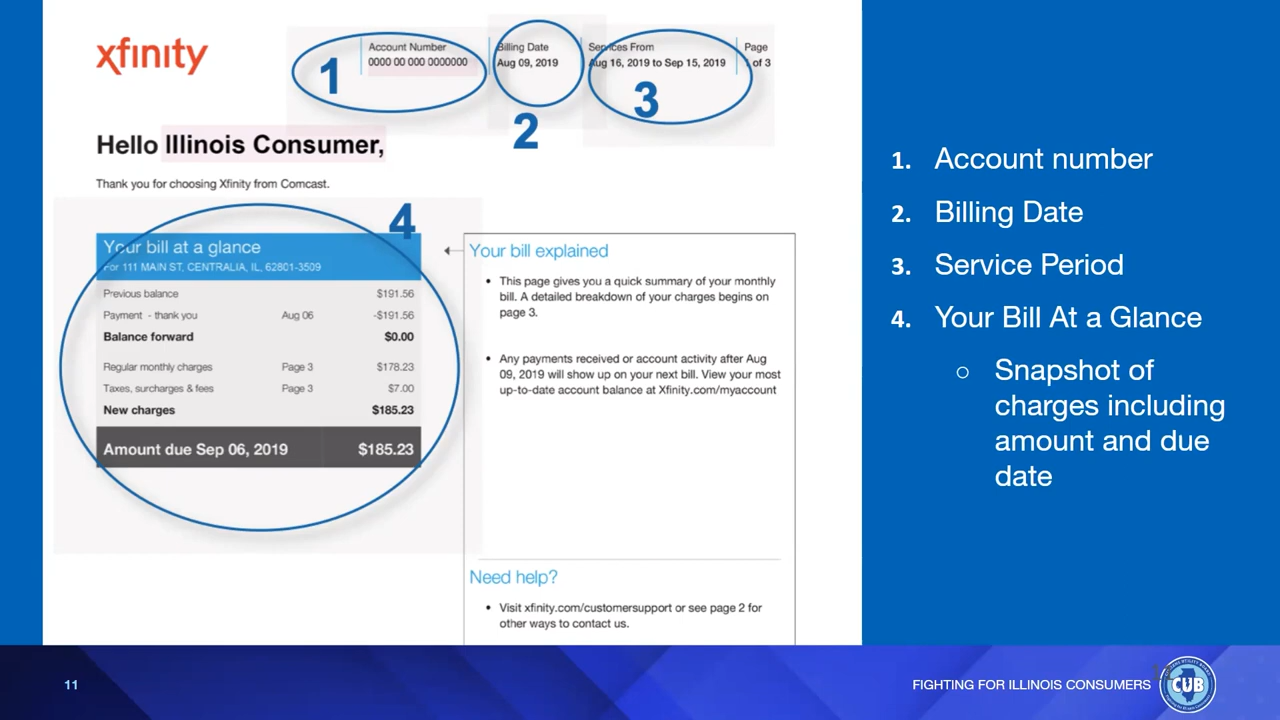 xfinity
Account Number
0000 00 000 0000000
Billing Date
Aug 09, 2019
Services From
Aug 16, 2019 to Sep 15, 2019
Page
1 of 3
1
2
3
Hello Illinois Consumer,
Thank you for choosing Xfinity from Comcast.
4
Your bill at a glance
For 111 MAIN ST, CENTRALIA, IL, 62801-3509
Previous balance $191.56
Payment - thank you Aug 06 -$191.56
Balance forward $0.00
Regular monthly charges Page 3 $178.23
Taxes, surcharges & fees Page 3 $7.00
New charges $185.23
Amount due Sep 06, 2019 $185.23
Your bill explained
• This page gives you a quick summary of your monthly
bill. A detailed breakdown of your charges begins on
page 3.
• Any payments received or account activity after Aug
09, 2019 will show up on your next bill. View your most
up-to-date account balance at Xfinity.com/myaccount
Need help?
• Visit xfinity.com/customersupport or see page 2 for
other ways to contact us.
1. Account number
2. Billing Date
3. Service Period
4. Your Bill At a Glance
○ Snapshot of
charges including
amount and due
date
11
FIGHTING FOR ILLINOIS CONSUMERS
CUB